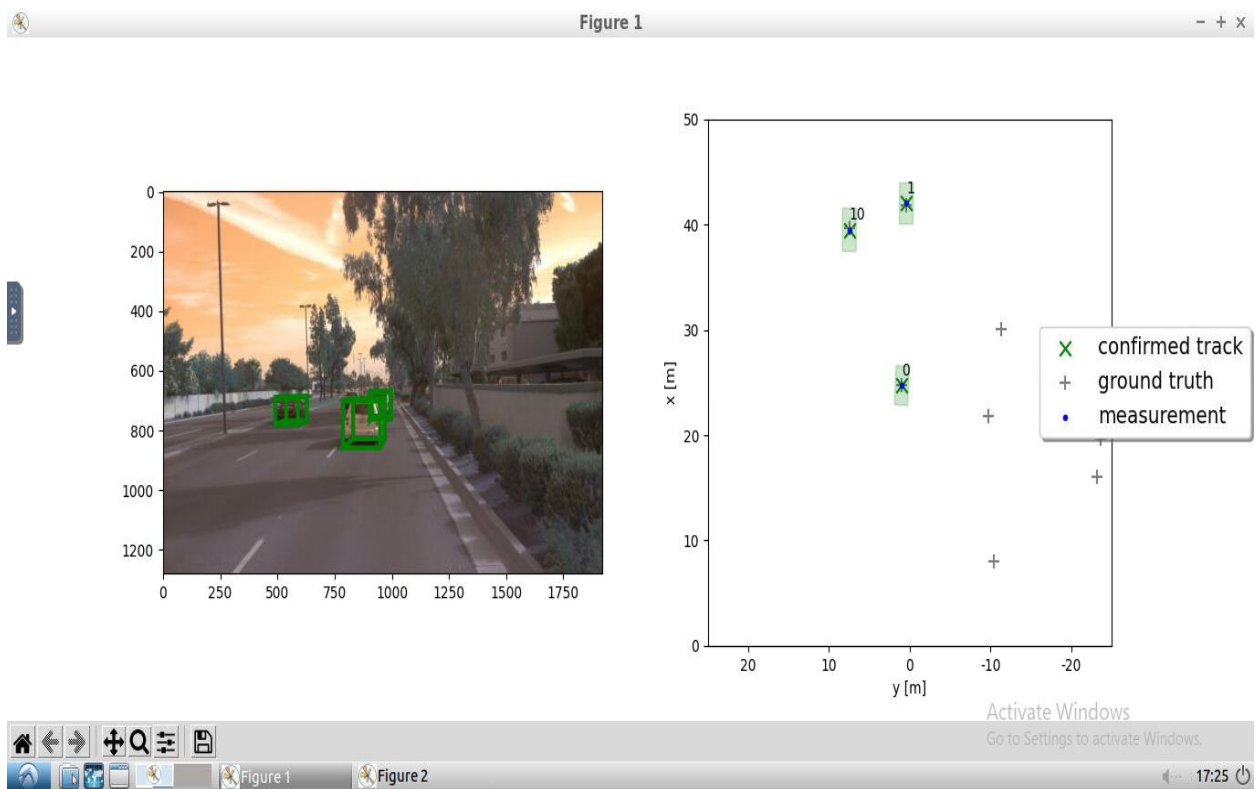 Figure 1
- + x
0
200
400
600
800
1000
1200
0 250 500 750 1000 1250 1500 1750
50
40
30
20
10
0
20 10 0 -10 -20
x [m]
y [m]
1
10
0
confirmed track
ground truth
measurement
Activate Windows
Go to Settings to activate Windows.
Figure 1 Figure 2 17:25